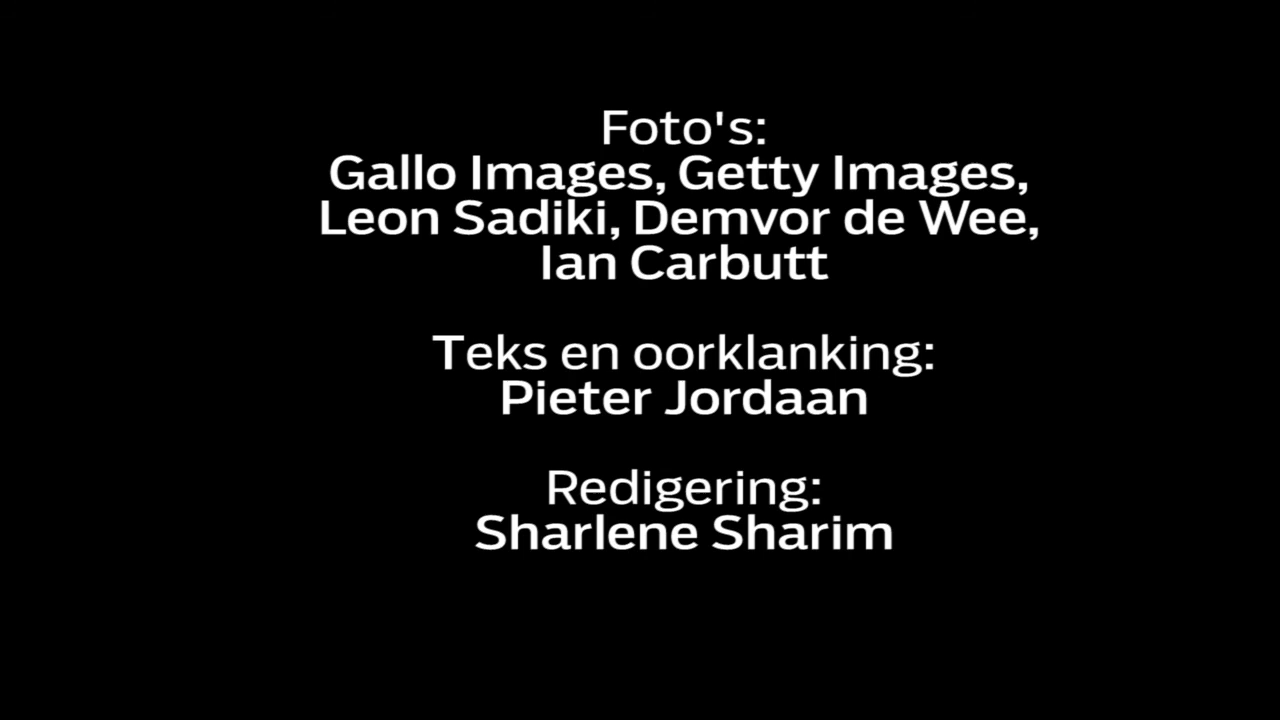 Foto's:
Gallo Images, Getty Images,
Leon Sadiki, Demvor de Wee,
Ian Carbutt
Teks en oorklanking:
Pieter Jordaan
Redigering:
Sharlene Sharim